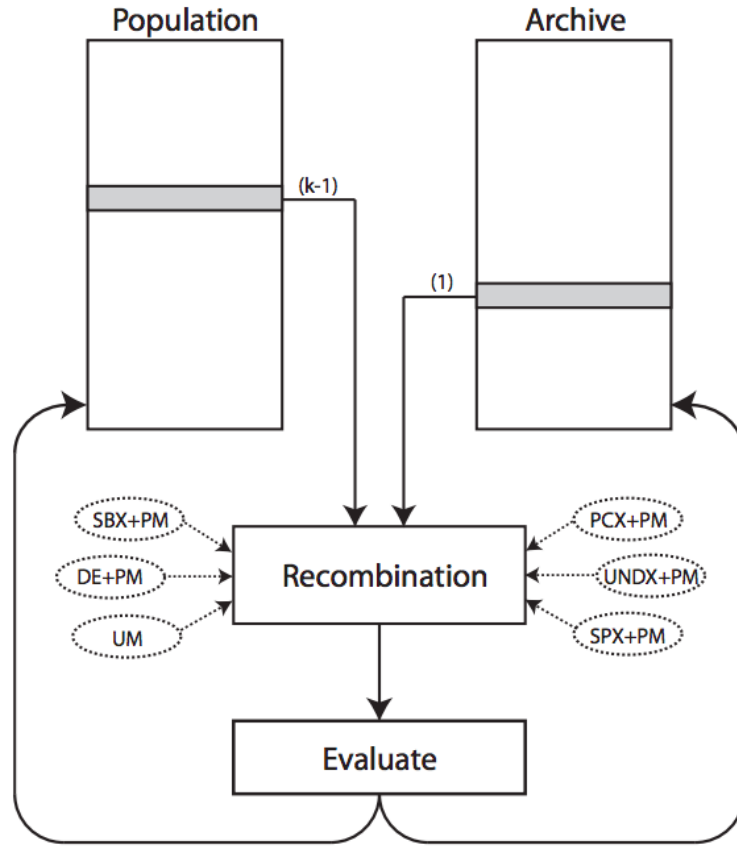 Population
Archive
(k-1)
(1)
SBX+PM
DE+PM
UM
Recombination
PCX+PM
UNDX+PM
SPX+PM
Evaluate